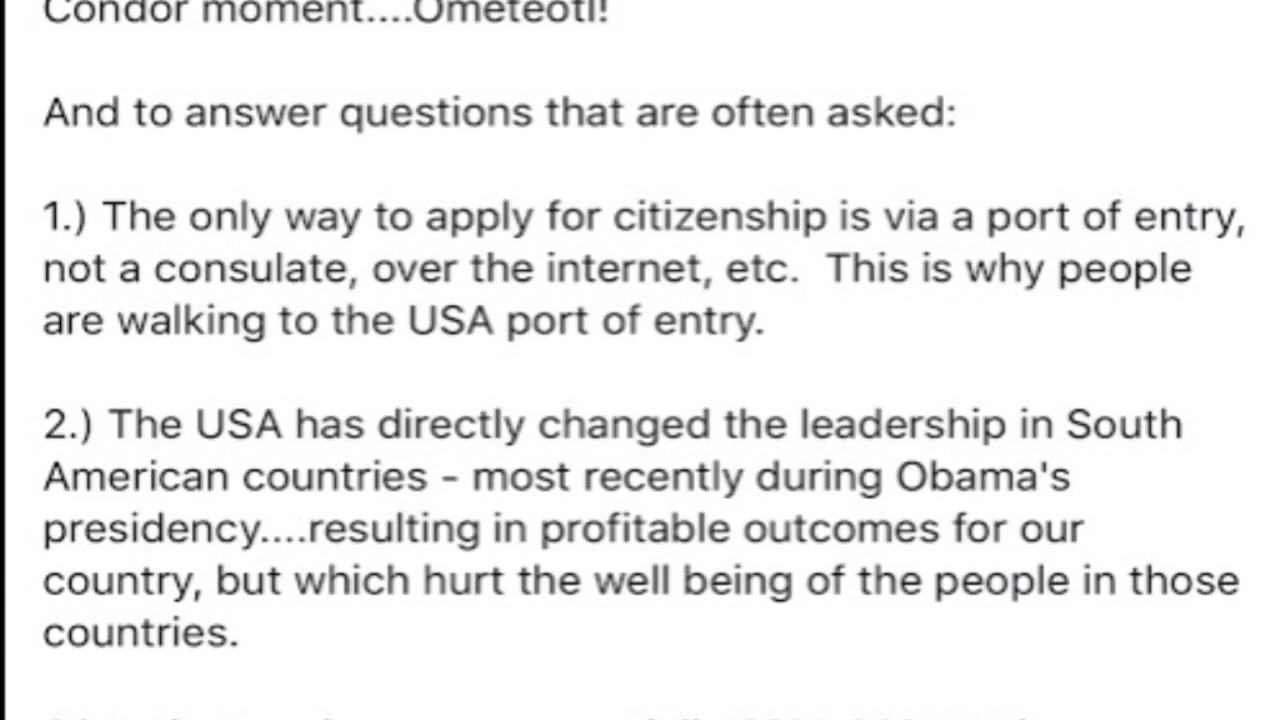 Condor moment....Ometeotl!
And to answer questions that are often asked:
1.) The only way to apply for citizenship is via a port of entry,
not a consulate, over the internet, etc.  This is why people
are walking to the USA port of entry.
2.) The USA has directly changed the leadership in South
American countries - most recently during Obama's
presidency....resulting in profitable outcomes for our
country, but which hurt the well being of the people in those
countries.